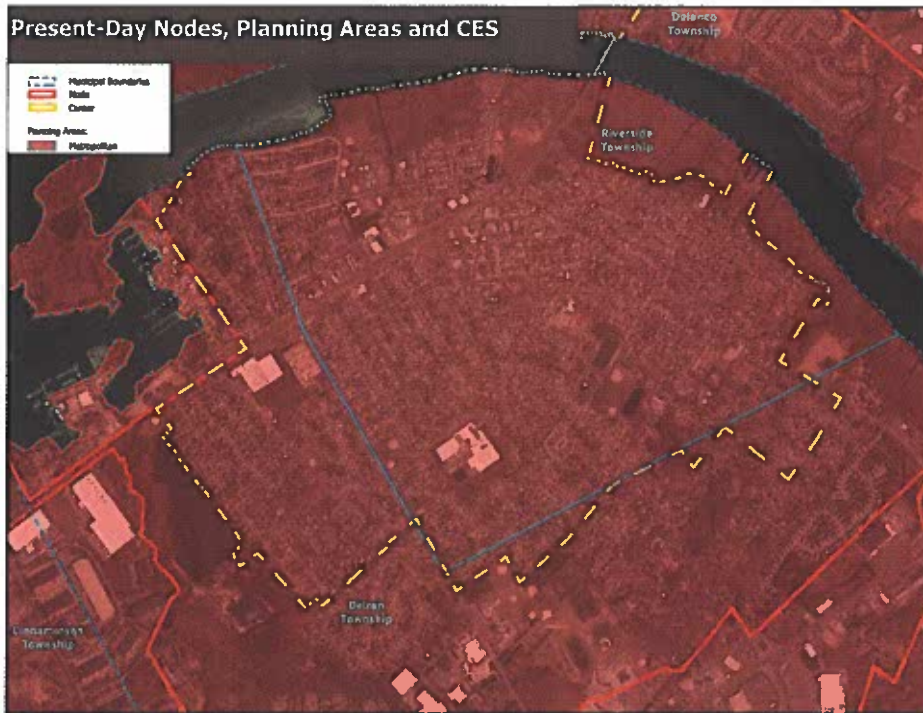 Present-Day Nodes, Planning Areas and CES
Municipal Boundaries
Node
Center
Planning Areas:
Metropolitan
Delanco
Township
Riverside
Township
Delran
Township
Cinnaminson
Township